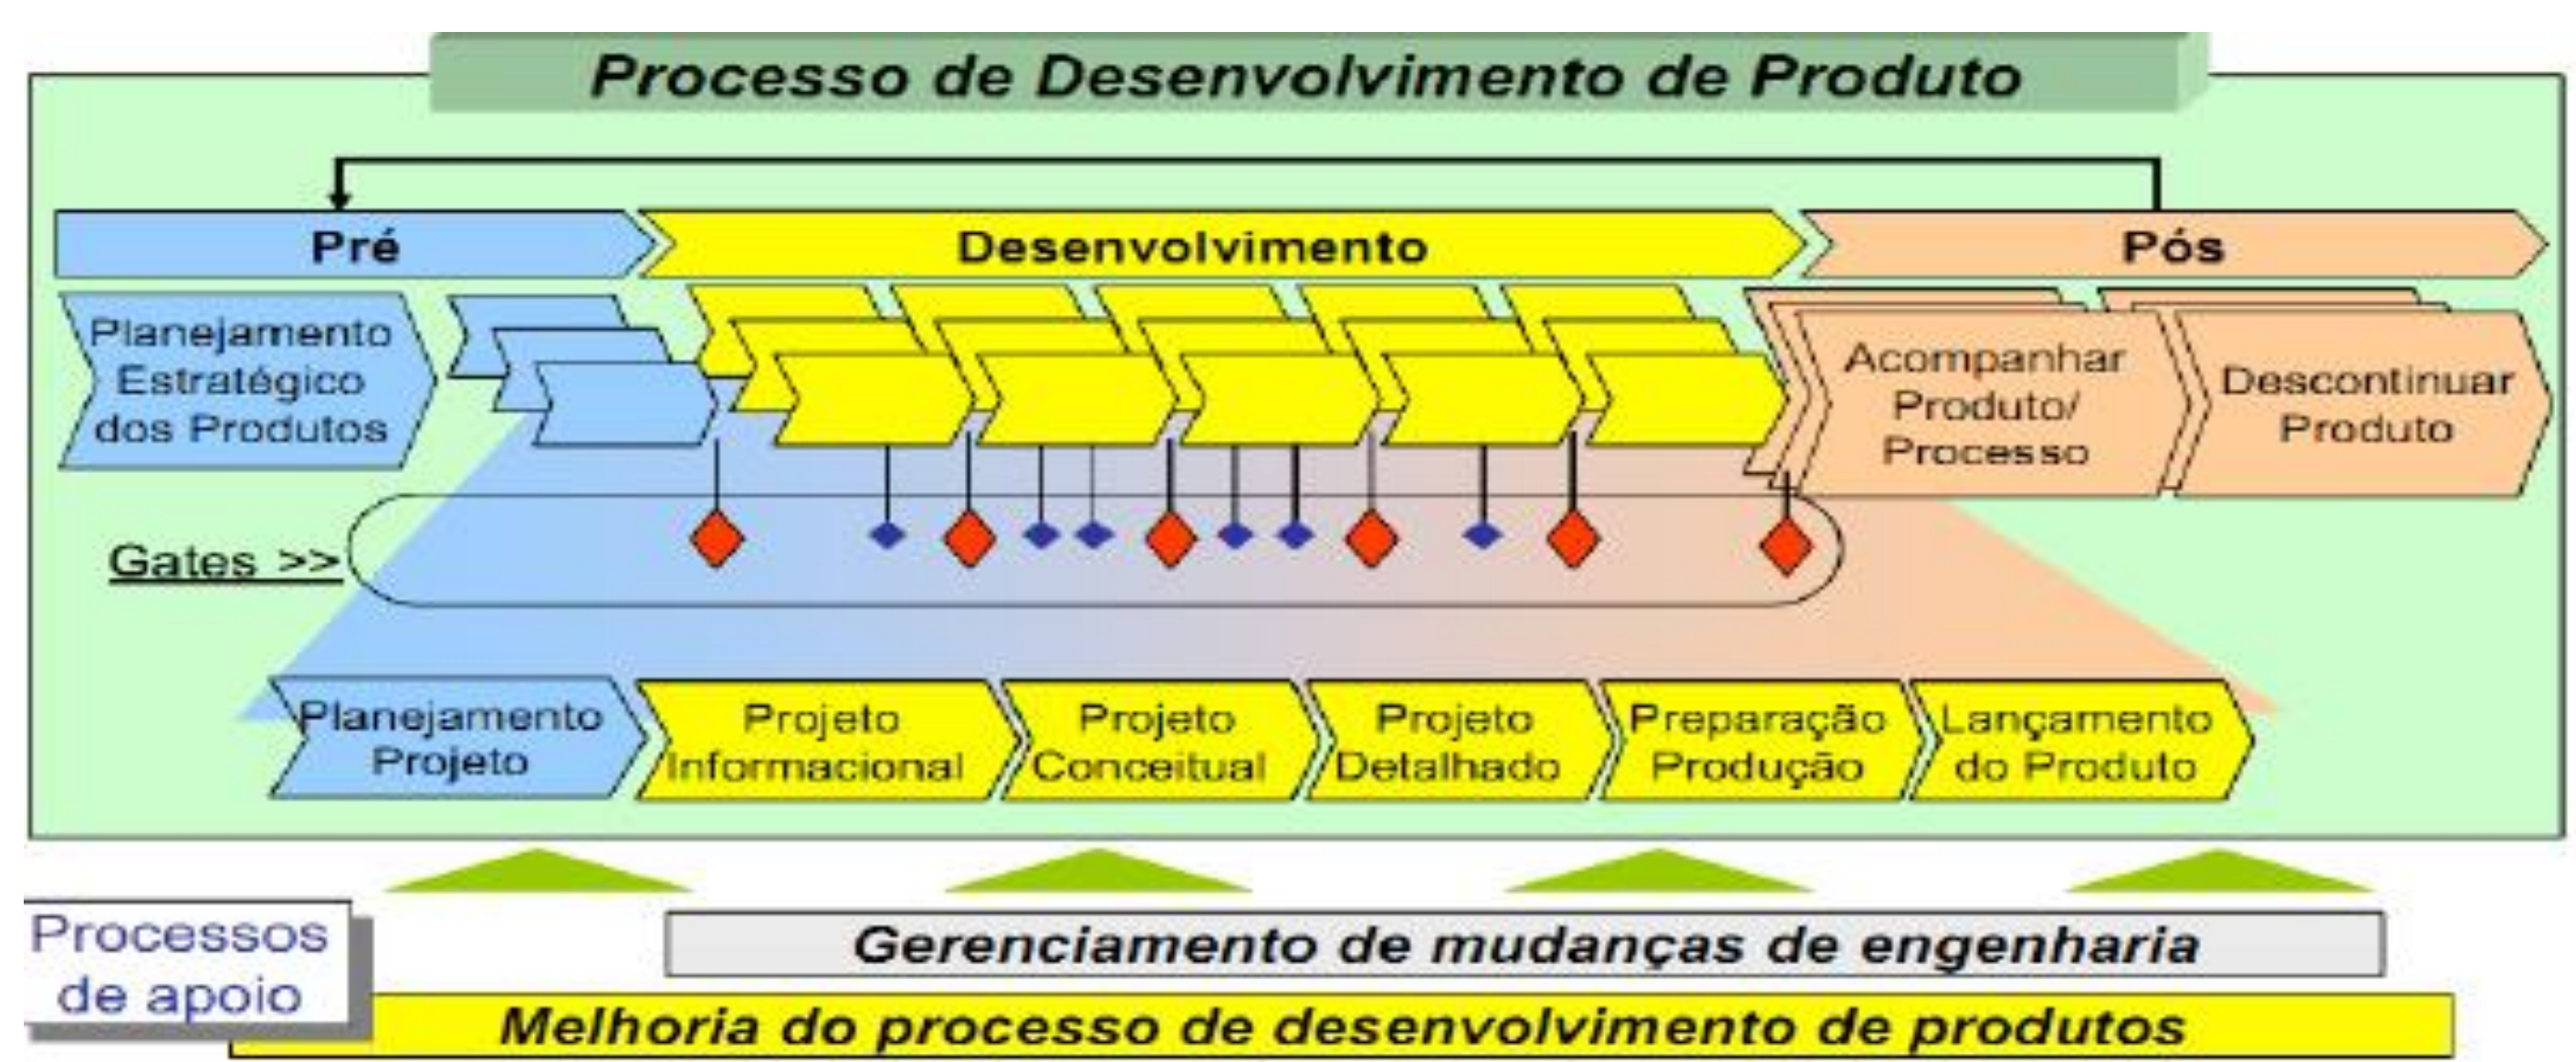 Processo de Desenvolvimento de Produto
Pré
Desenvolvimento
Pós
Planejamento
Estratégico
dos Produtos
Acompanhar
Produto/
Processo
Descontinuar
Produto
Gates >>
Planejamento
Projeto
Projeto
Informacional
Projeto
Conceitual
Projeto
Detalhado
Preparação
Produção
Lançamento
do Produto
Processos
de apoio
Gerenciamento de mudanças de engenharia
Melhoria do processo de desenvolvimento de produtos